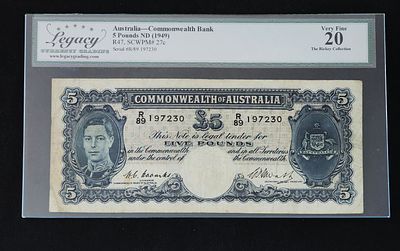 Legacy
CURRENCY GRADING
www.legacygrading.com
Australia—Commonwealth Bank
5 Pounds ND (1949)
R47, SCWPM# 27c
Serial #R/89 197230
Very Fine
20
The Rickey Collection
5
COMMONWEALTH OF AUSTRALIA
5
R/89 197230
£5
R/89 197230
This Note is Legal tender for
FIVE POUNDS
in the Commonwealth
and in all Territories
under the control of
the Commonwealth.
5
5